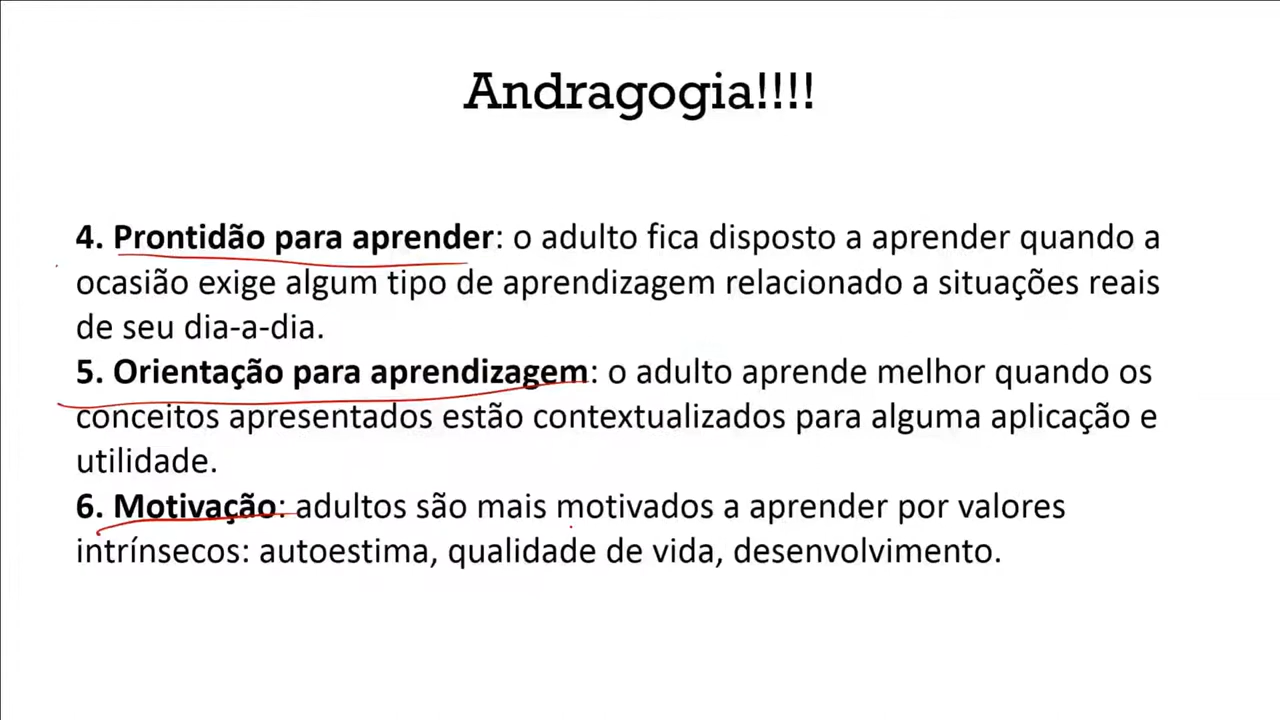 Andragogia!!!!
4. Prontidão para aprender: o adulto fica disposto a aprender quando a
ocasião exige algum tipo de aprendizagem relacionado a situações reais
de seu dia-a-dia.
5. Orientação para aprendizagem: o adulto aprende melhor quando os
conceitos apresentados estão contextualizados para alguma aplicação e
utilidade.
6. Motivação: adultos são mais motivados a aprender por valores
intrínsecos: autoestima, qualidade de vida, desenvolvimento.